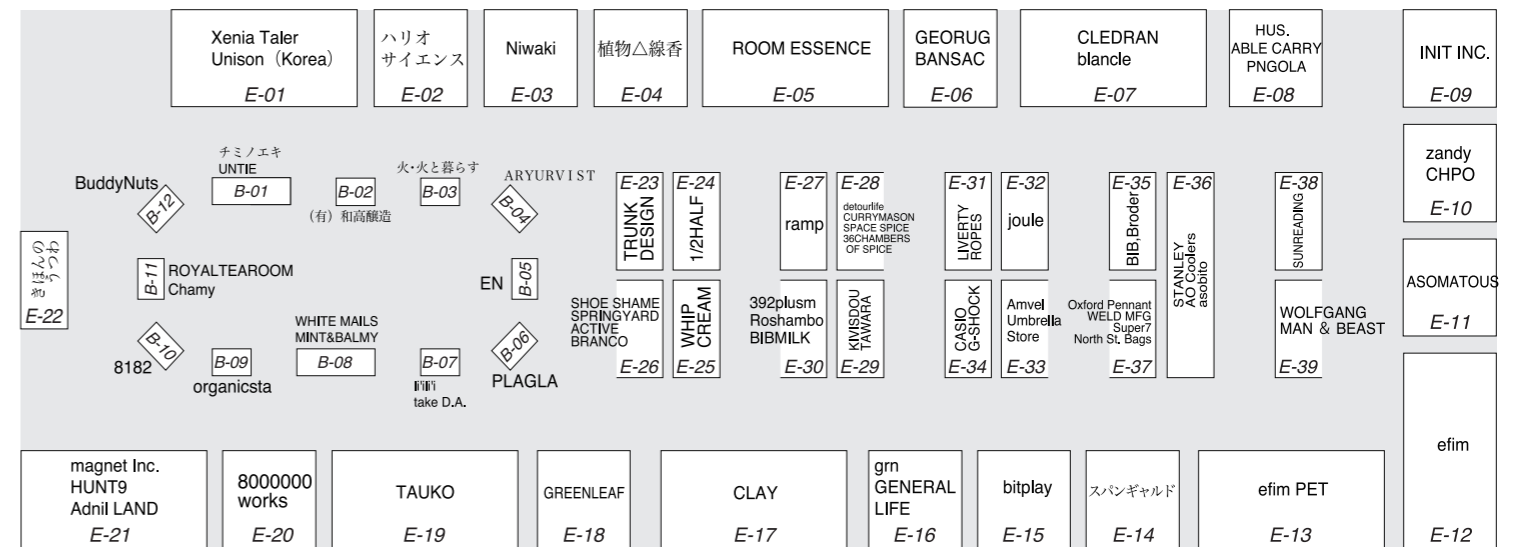 Xenia Taler
Unison（Korea）
E-01
ハリオ
サイエンス
E-02
Niwaki
E-03
植物△線香
E-04
ROOM ESSENCE
E-05
GEORUG
BANSAC
E-06
CLEDRAN
blancle
E-07
HUS.
ABLE CARRY
PNGOLA
E-08
INIT INC.
E-09
zandy
CHPO
E-10
ASOMATOUS
E-11
efim
E-12
BuddyNuts
B-12
チミノエキ
UNTIE
B-01
B-02
（有）和高醸造
火・火と暮らす
B-03
ARYURVIST
B-04
きほんの
うつわ
E-22
B-11
ROYALTEAROOM
Chamy
EN
B-05
B-10
8182
B-09
organicsta
WHITE MAILS
MINT&BALMY
B-08
B-07
li'ili'i
take D.A.
B-06
PLAGLA
E-23
TRUNK
DESIGN
E-24
1/2HALF
SHOE SHAME
SPRINGYARD
ACTIVE
BRANCO
E-26
WHIP
CREAM
E-25
E-27
ramp
E-28
detourlife
CURRYMASON
SPACE SPICE
36CHAMBERS
OF SPICE
392plusm
Roshambo
BIBMILK
E-30
KIVIISDOU
TAWARA
E-29
E-31
LIVERTY
ROPES
E-32
joule
CASIO
G-SHOCK
E-34
Amvel
Umbrella
Store
E-33
E-35
BIB,Broder
E-36
STANLEY
AO Coolers
asobito
Oxford Pennant
WELD MFG
Super7
North St. Bags
E-37
E-38
SUNREADING
WOLFGANG
MAN & BEAST
E-39
magnet Inc.
HUNT9
Adnil LAND
E-21
8000000
works
E-20
TAUKO
E-19
GREENLEAF
E-18
CLAY
E-17
grn
GENERAL
LIFE
E-16
bitplay
E-15
スパンギャルド
E-14
efim PET
E-13